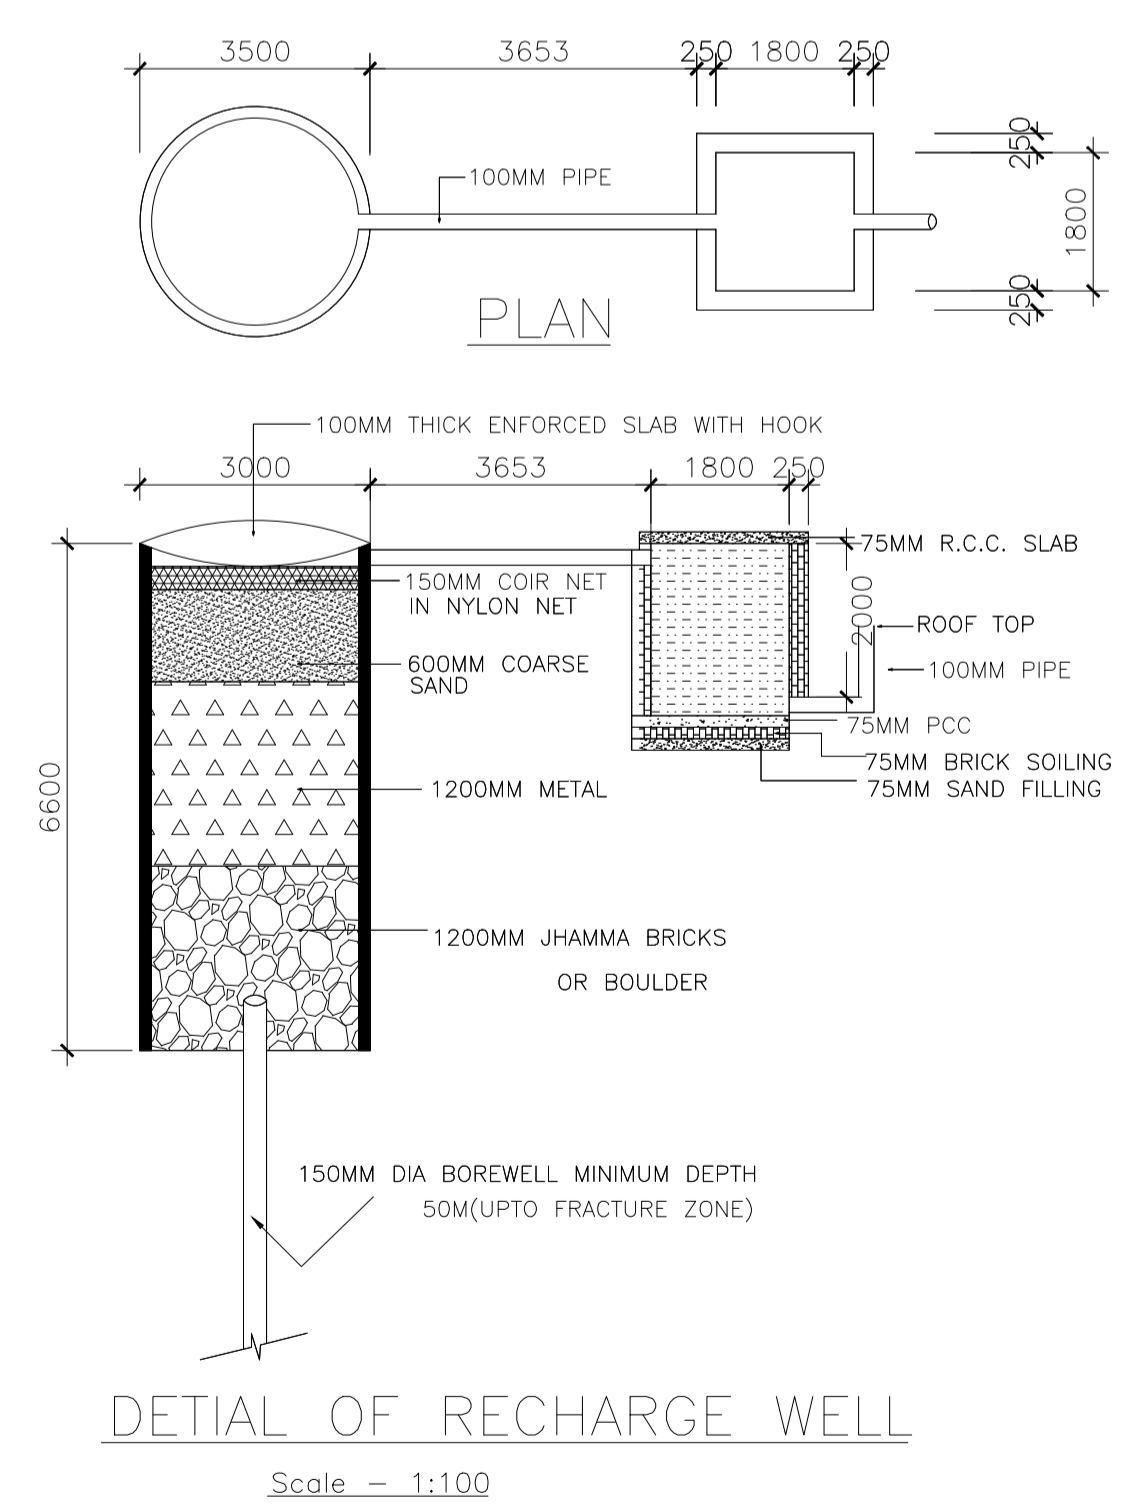 3500 3653 250 1800 250
250
100MM PIPE
1800
250
PLAN
100MM THICK ENFORCED SLAB WITH HOOK
3000 3653 1800 250
75MM R.C.C. SLAB
150MM COIR NET
IN NYLON NET
2000
ROOF TOP
600MM COARSE
SAND
100MM PIPE
75MM PCC
75MM BRICK SOILING
75MM SAND FILLING
6600
1200MM METAL
1200MM JHAMMA BRICKS
OR BOULDER
150MM DIA BOREWELL MINIMUM DEPTH
50M(UPTO FRACTURE ZONE)
DETIAL OF RECHARGE WELL
Scale - 1:100